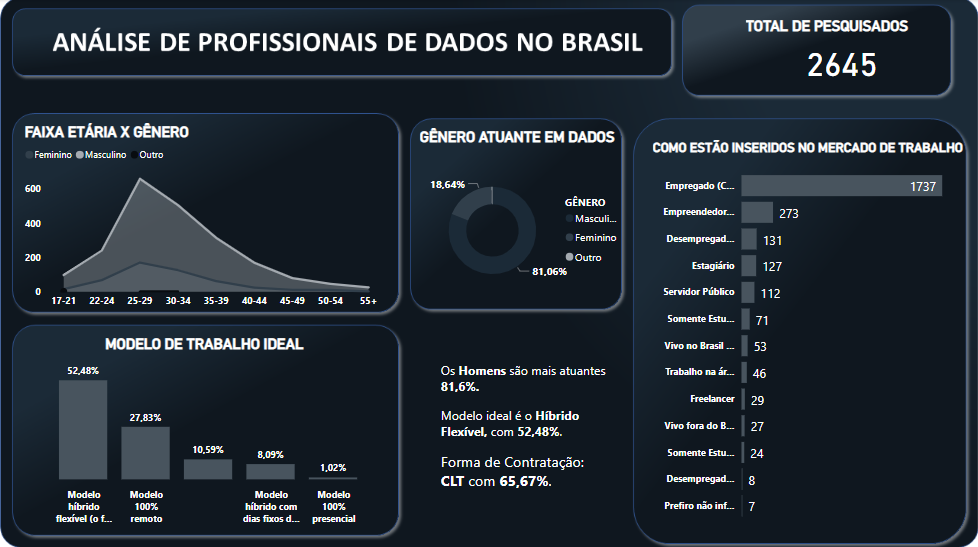 ANÁLISE DE PROFISSIONAIS DE DADOS NO BRASIL
TOTAL DE PESQUISADOS
2645
FAIXA ETÁRIA X GÊNERO
Feminino Masculino Outro
600
400
200
0
17-21 22-24 25-29 30-34 35-39 40-44 45-49 50-54 55+
GÊNERO ATUANTE EM DADOS
18,64%
81,06%
GÊNERO
Masculi...
Feminino
Outro
COMO ESTÃO INSERIDOS NO MERCADO DE TRABALHO
Empregado (C... 1737
Empreendedor... 273
Desempregad... 131
Estagiário 127
Servidor Público 112
Somente Estu... 71
Vivo no Brasil ... 53
Trabalho na ár... 46
Freelancer 29
Vivo fora do B... 27
Somente Estu... 24
Desempregad... 8
Prefiro não inf... 7
MODELO DE TRABALHO IDEAL
52,48%
27,83%
10,59%
8,09%
1,02%
Modelo
híbrido
flexível (o f...
Modelo
100%
remoto
Modelo
híbrido com
dias fixos d...
Modelo
100%
presencial
Os Homens são mais atuantes
81,6%.
Modelo ideal é o Híbrido
Flexível, com 52,48%.
Forma de Contratação:
CLT com 65,67%.